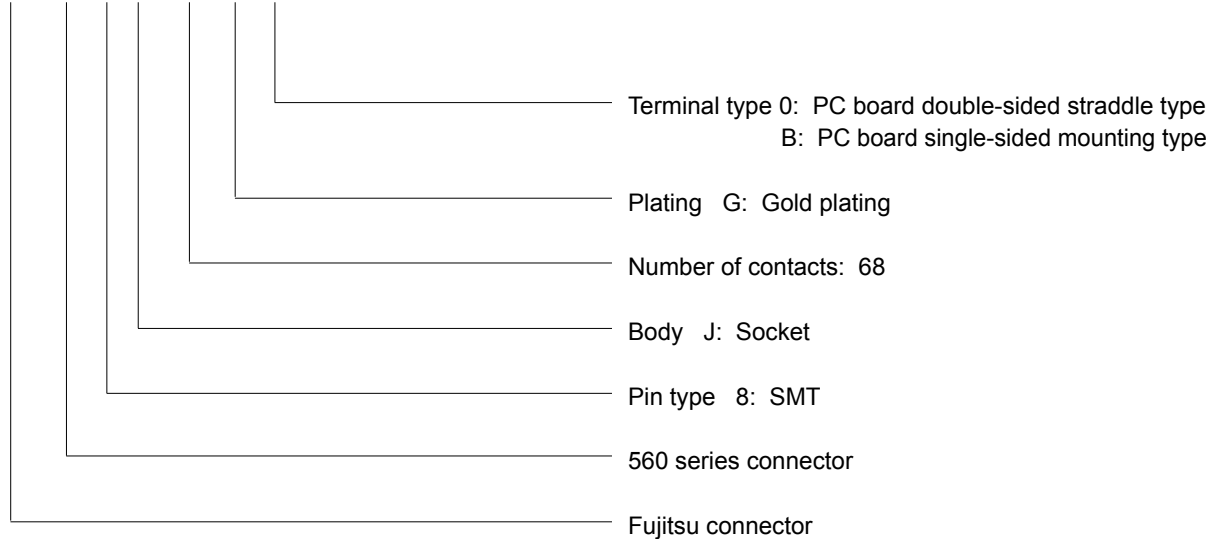 Terminal type 0: PC board double-sided straddle type
B: PC board single-sided mounting type
Plating G: Gold plating
Number of contacts: 68
Body J: Socket
Pin type 8: SMT
560 series connector
Fujitsu connector